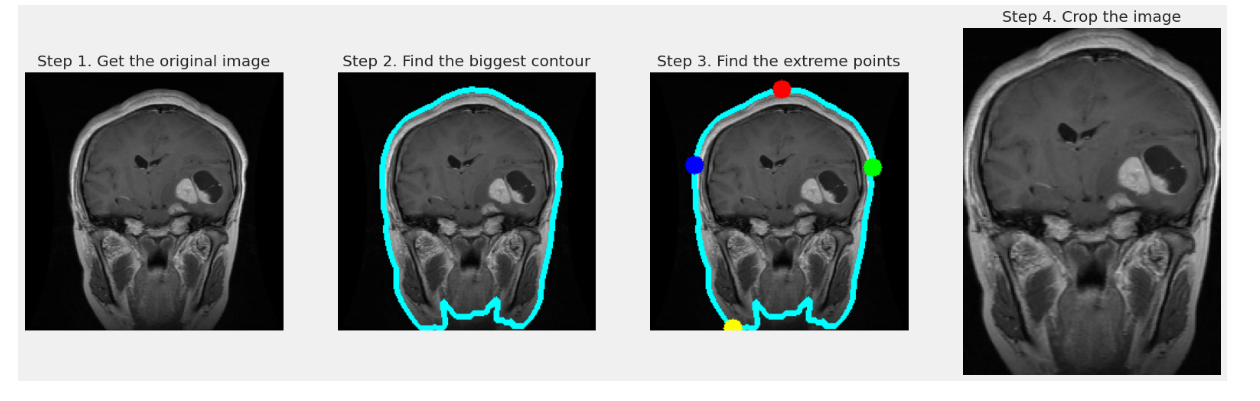 Step 1. Get the original image
Step 2. Find the biggest contour
Step 3. Find the extreme points
Step 4. Crop the image